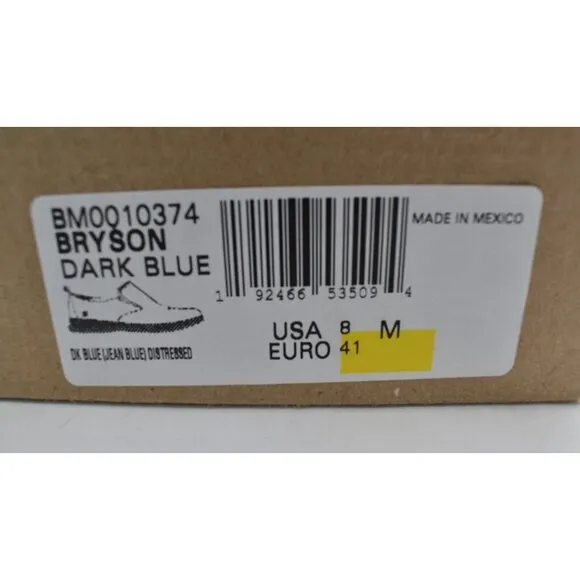 BM0010374
BRYSON
DARK BLUE
1 92466 53509 4
MADE IN MEXICO
DK BLUE (JEAN BLUE) DISTRESSED
USA 8 M
EURO 41